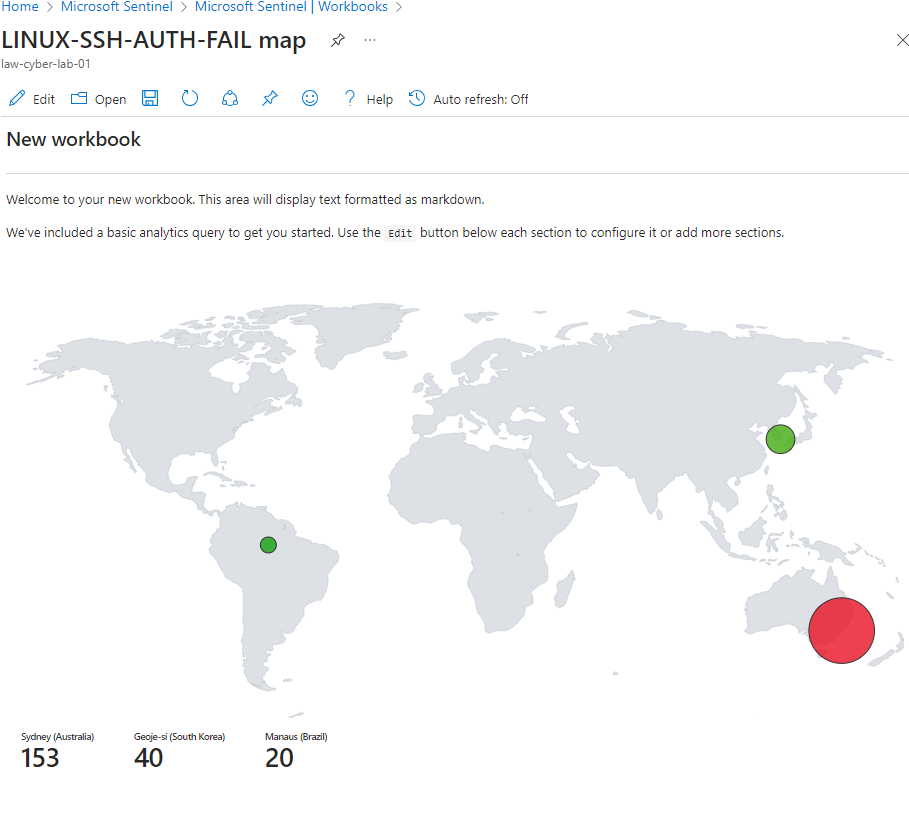 Home > Microsoft Sentinel > Microsoft Sentinel | Workbooks >
LINUX-SSH-AUTH-FAIL map
law-cyber-lab-01
Edit Open Help Auto refresh: Off
New workbook
Welcome to your new workbook. This area will display text formatted as markdown.
We've included a basic analytics query to get you started. Use the Edit button below each section to configure it or add more sections.
Sydney (Australia) Geoje-si (South Korea) Manaus (Brazil)
153 40 20